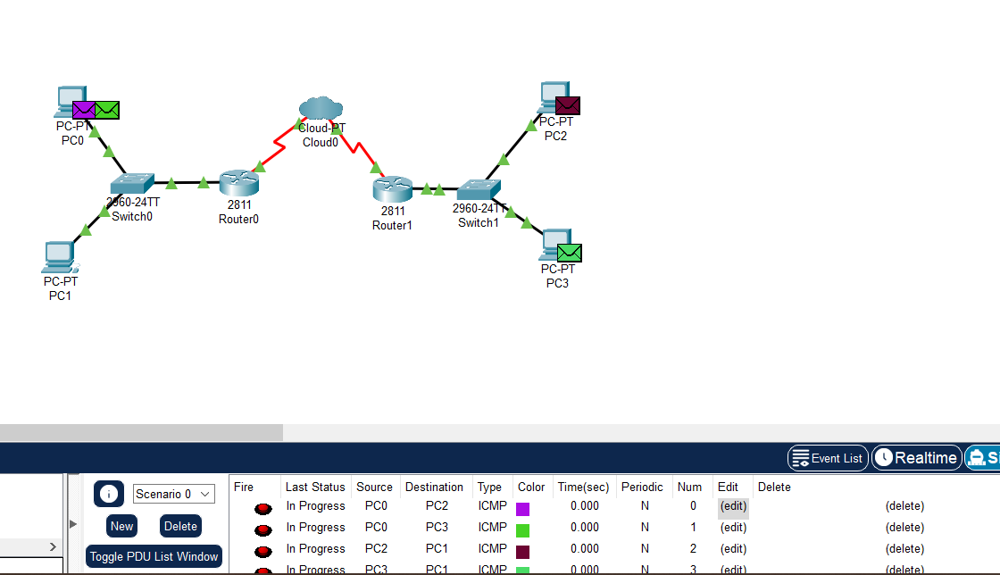 PC-PT
PC0
2960-24TT
Switch0
PC-PT
PC1
2811
Router0
Cloud-PT
Cloud0
2811
Router1
2960-24TT
Switch1
PC-PT
PC2
PC-PT
PC3
Event List
Realtime
Scenario 0
New Delete
Toggle PDU List Window
Fire Last Status Source Destination Type Color Time(sec) Periodic Num Edit Delete
In Progress PC0 PC2 ICMP 0.000 N 0 (edit) (delete)
In Progress PC0 PC3 ICMP 0.000 N 1 (edit) (delete)
In Progress PC2 PC1 ICMP 0.000 N 2 (edit) (delete)
In Progress PC3 PC1 ICMP 0.000 N 3 (edit) (delete)